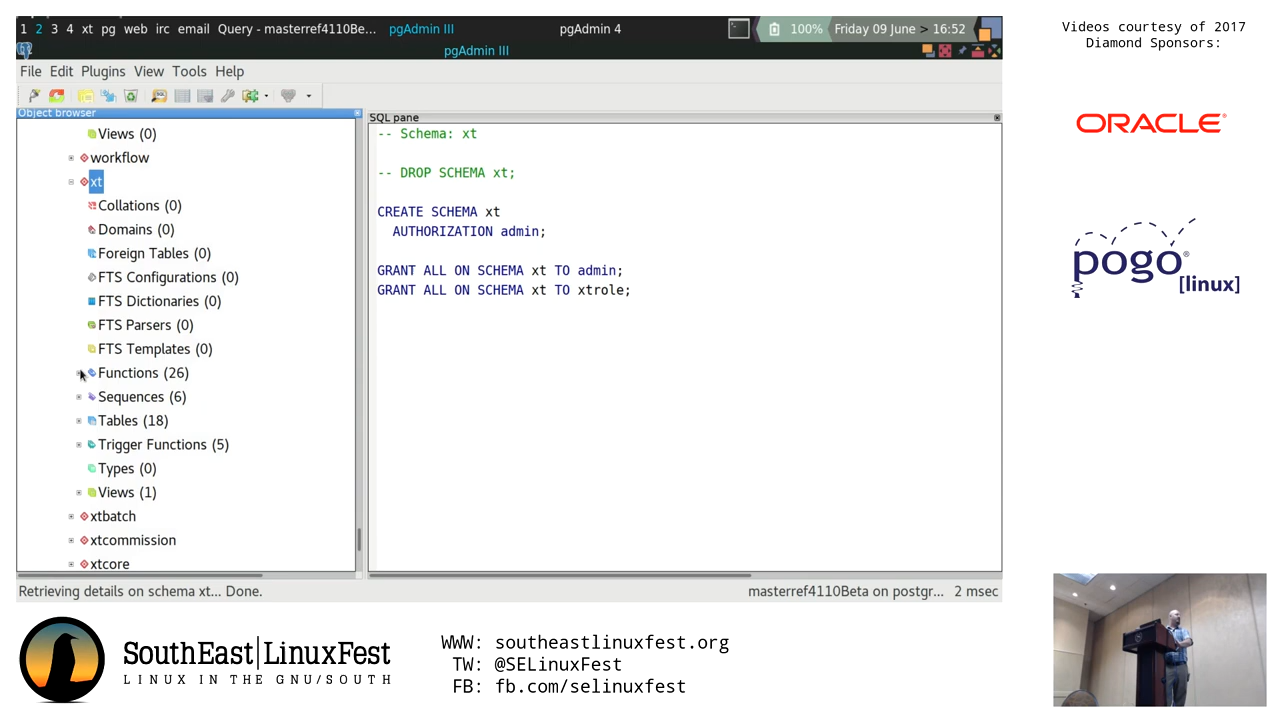 1 2 3 4 xt pg web irc email Query - masterref4110Be... pgAdmin III pgAdmin 4 100% Friday 09 June > 16:52
pgAdmin III
File Edit Plugins View Tools Help
Object browser
Views (0)
workflow
xt
Collations (0)
Domains (0)
Foreign Tables (0)
FTS Configurations (0)
FTS Dictionaries (0)
FTS Parsers (0)
FTS Templates (0)
Functions (26)
Sequences (6)
Tables (18)
Trigger Functions (5)
Types (0)
Views (1)
xtbatch
xtcommission
xtcore
SQL pane
-- Schema: xt
-- DROP SCHEMA xt;
CREATE SCHEMA xt
AUTHORIZATION admin;
GRANT ALL ON SCHEMA xt TO admin;
GRANT ALL ON SCHEMA xt TO xtrole;
Retrieving details on schema xt... Done.
masterref4110Beta on postgr... 2 msec
Videos courtesy of 2017
Diamond Sponsors:
ORACLE®
pogo®
[linux]
SouthEast|LinuxFest
LINUX IN THE GNU/SOUTH
WWW: southeastlinuxfest.org
TW: @SELinuxFest
FB: fb.com/selinuxfest